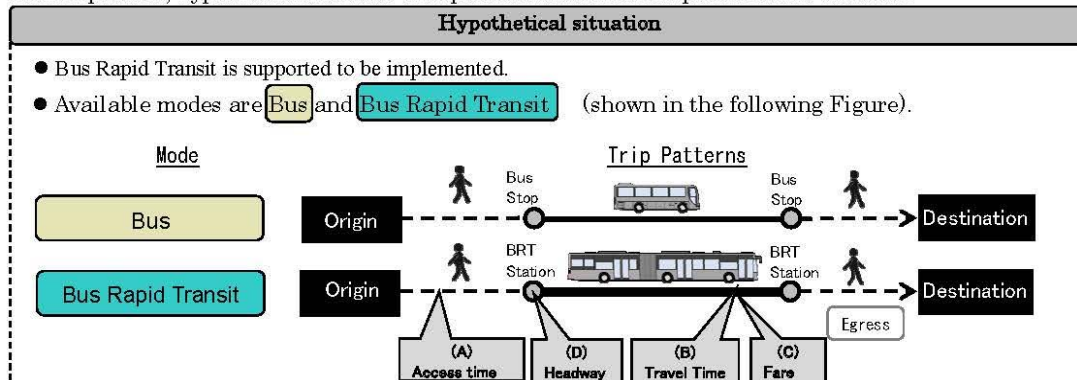 Hypothetical situation
● Bus Rapid Transit is supported to be implemented.
● Available modes are Bus and Bus Rapid Transit (shown in the following Figure).
Mode
Trip Patterns
Bus
Origin
Bus Stop
Bus Stop
Destination
Bus Rapid Transit
Origin
BRT Station
BRT Station
Destination
Egress
(A) Access time
(D) Headway
(B) Travel Time
(C) Fare